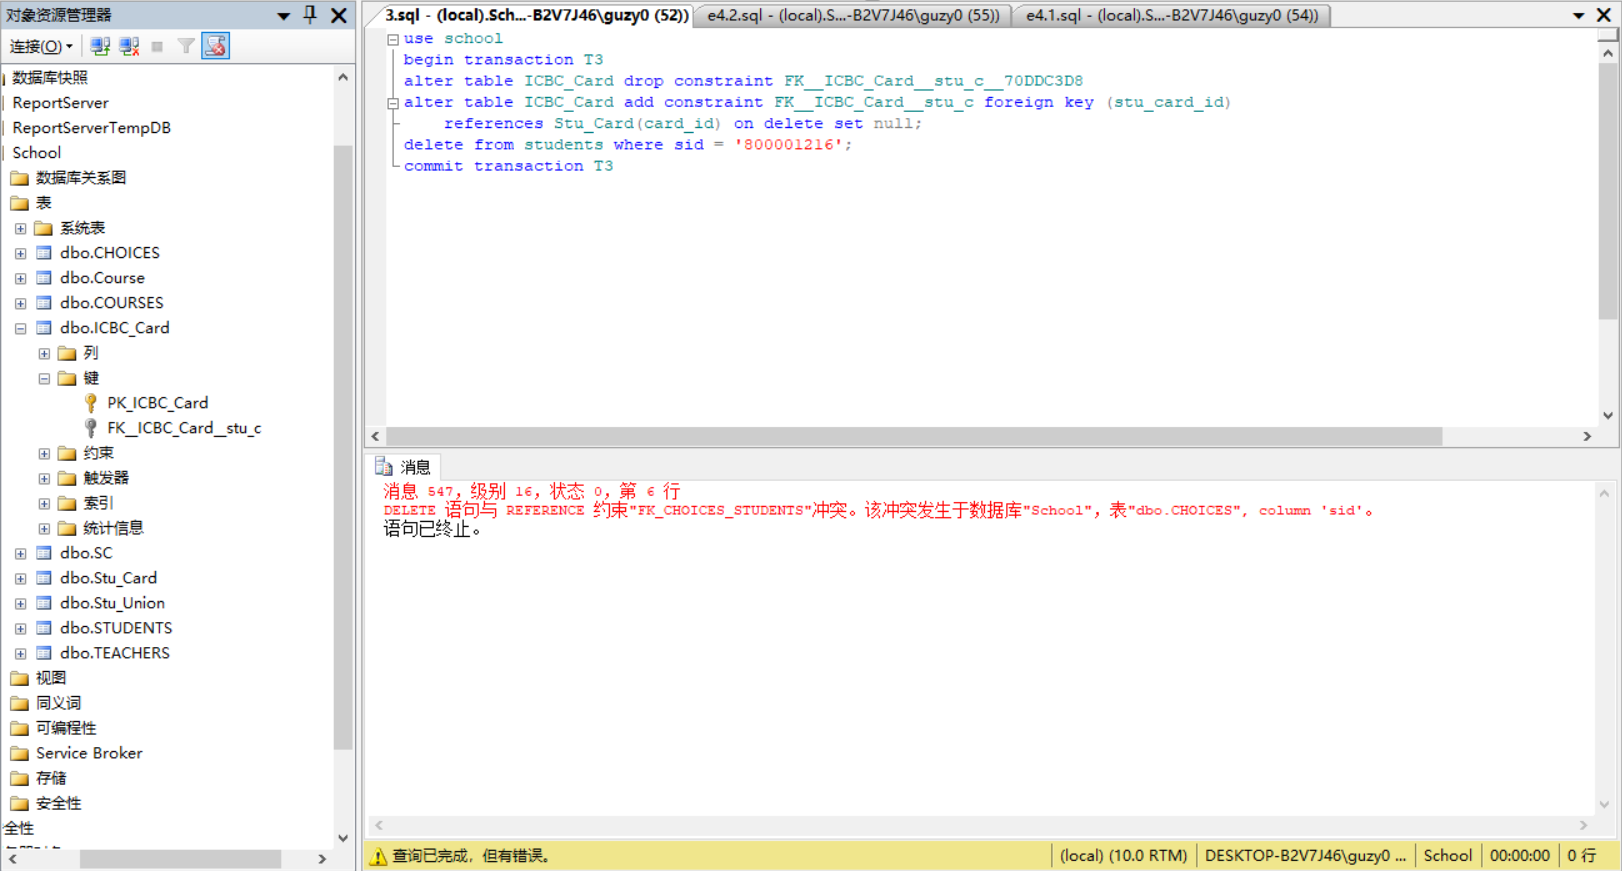 对象资源管理器
连接(O)
数据库快照
ReportServer
ReportServerTempDB
School
数据库关系图
表
系统表
dbo.CHOICES
dbo.Course
dbo.COURSES
dbo.ICBC_Card
列
键
PK_ICBC_Card
FK__ICBC_Card__stu_c
约束
触发器
索引
统计信息
dbo.SC
dbo.Stu_Card
dbo.Stu_Union
dbo.STUDENTS
dbo.TEACHERS
视图
同义词
可编程性
Service Broker
存储
安全性
全性
3.sql - (local).Sch...-B2V7J46\guzy0 (52))
e4.2.sql - (local).S...-B2V7J46\guzy0 (55))
e4.1.sql - (local).S...-B2V7J46\guzy0 (54))
use school
begin transaction T3
alter table ICBC_Card drop constraint FK__ICBC_Card__stu_c__70DDC3D8
alter table ICBC_Card add constraint FK__ICBC_Card__stu_c foreign key (stu_card_id)
references Stu_Card(card_id) on delete set null;
delete from students where sid = '800001216';
commit transaction T3
消息
消息 547，级别 16，状态 0，第 6 行
DELETE 语句与 REFERENCE 约束"FK_CHOICES_STUDENTS"冲突。该冲突发生于数据库"School"，表"dbo.CHOICES", column 'sid'。
语句已终止。
查询已完成，但有错误。
(local) (10.0 RTM)
DESKTOP-B2V7J46\guzy0 ...
School
00:00:00
0 行